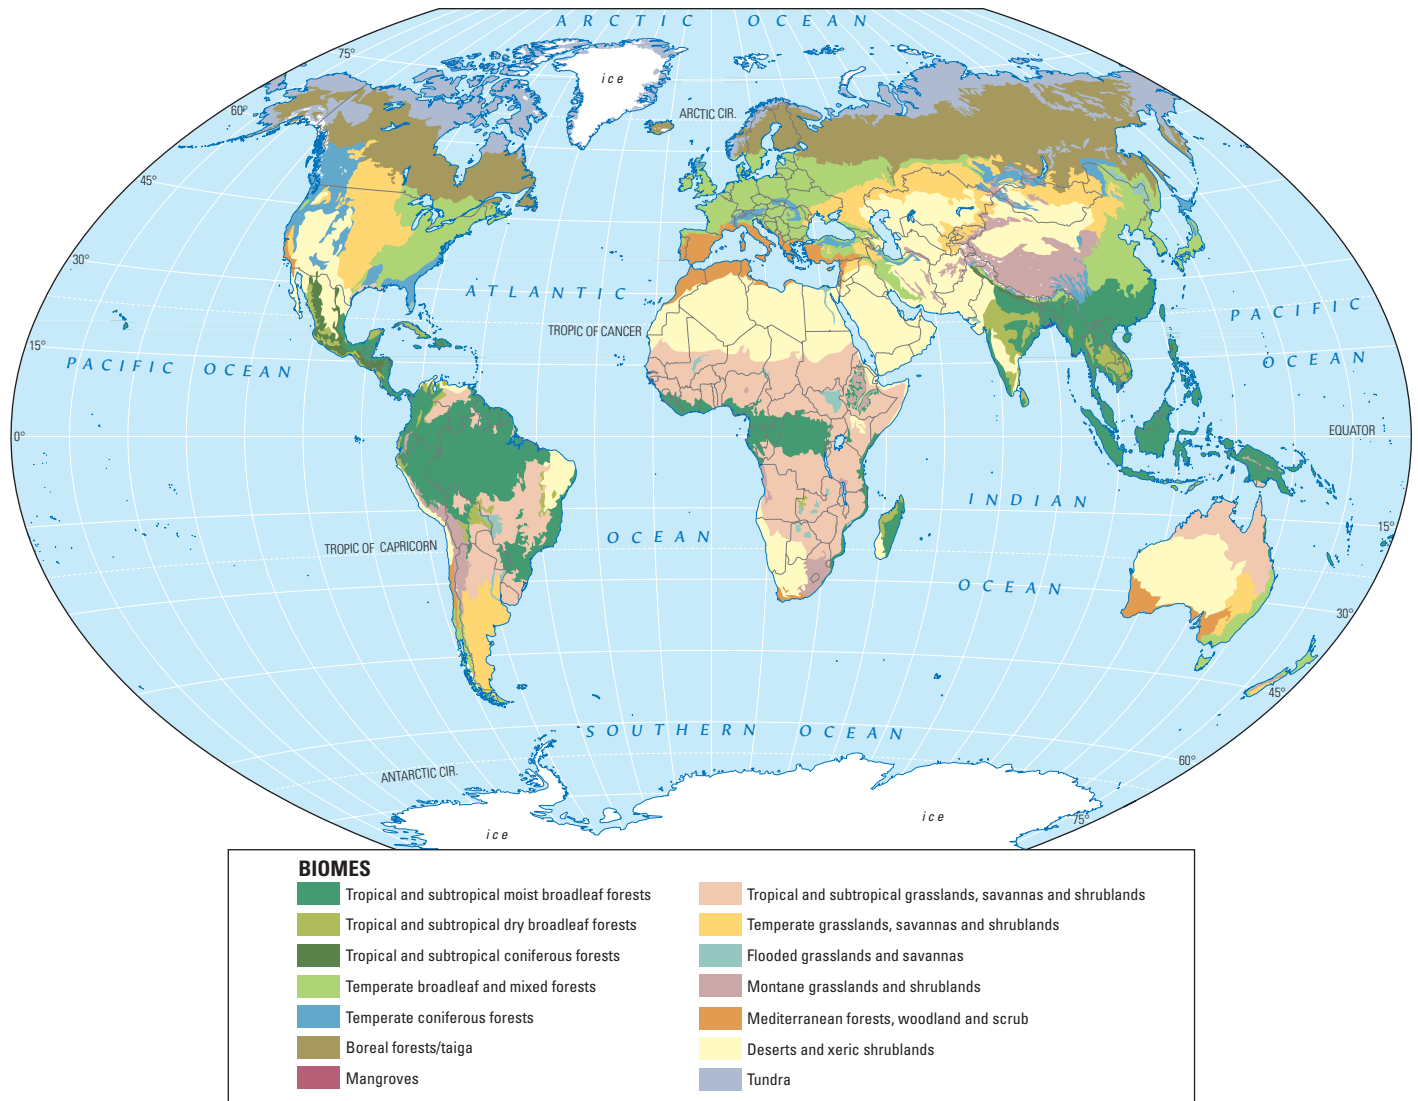 ARCTIC OCEAN
75°
ice
60°
ARCTIC CIR.
45°
30°
ATLANTIC
PACIFIC
TROPIC OF CANCER
15°
PACIFIC OCEAN
OCEAN
0°
EQUATOR
INDIAN
15°
OCEAN
TROPIC OF CAPRICORN
OCEAN
30°
45°
SOUTHERN OCEAN
60°
ANTARCTIC CIR.
75°
ice
ice
BIOMES
Tropical and subtropical moist broadleaf forests
Tropical and subtropical dry broadleaf forests
Tropical and subtropical coniferous forests
Temperate broadleaf and mixed forests
Temperate coniferous forests
Boreal forests/taiga
Mangroves
Tropical and subtropical grasslands, savannas and shrublands
Temperate grasslands, savannas and shrublands
Flooded grasslands and savannas
Montane grasslands and shrublands
Mediterranean forests, woodland and scrub
Deserts and xeric shrublands
Tundra